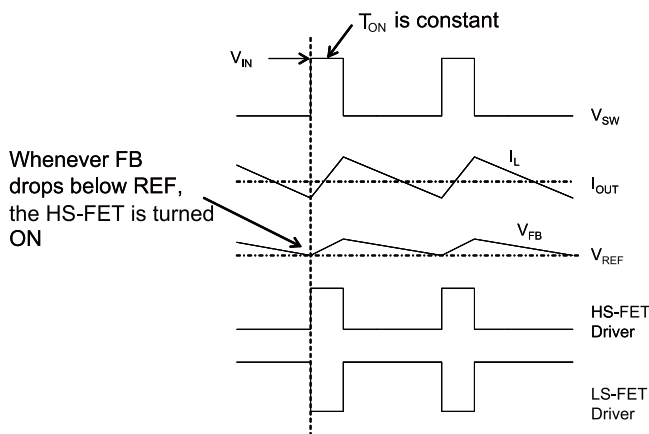 T_ON is constant
V_IN
V_SW
Whenever FB
drops below REF,
the HS-FET is turned
ON
I_L
I_OUT
V_FB
V_REF
HS-FET
Driver
LS-FET
Driver